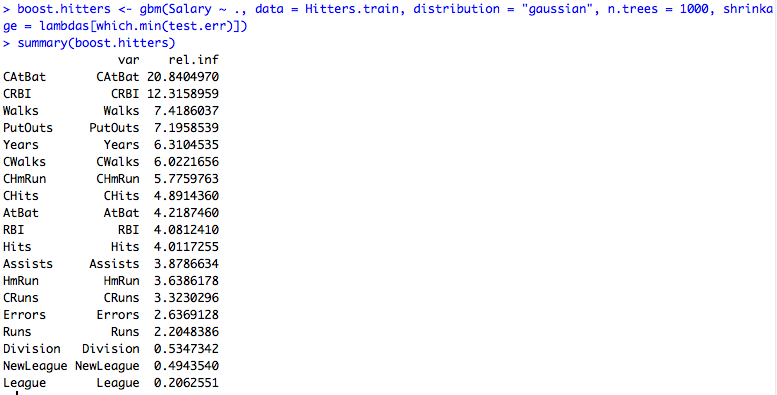 > boost.hitters <- gbm(Salary ~ ., data = Hitters.train, distribution = "gaussian", n.trees = 1000, shrinka
ge = lambdas[which.min(test.err)])
> summary(boost.hitters)
var rel.inf
CAtBat CAtBat 20.8404970
CRBI CRBI 12.3158959
Walks Walks 7.4186037
PutOuts PutOuts 7.1958539
Years Years 6.3104535
CWalks CWalks 6.0221656
CHmRun CHmRun 5.7759763
CHits CHits 4.8914360
AtBat AtBat 4.2187460
RBI RBI 4.0812410
Hits Hits 4.0117255
Assists Assists 3.8786634
HmRun HmRun 3.6386178
CRuns CRuns 3.3230296
Errors Errors 2.6369128
Runs Runs 2.2048386
Division Division 0.5347342
NewLeague NewLeague 0.4943540
League League 0.2062551